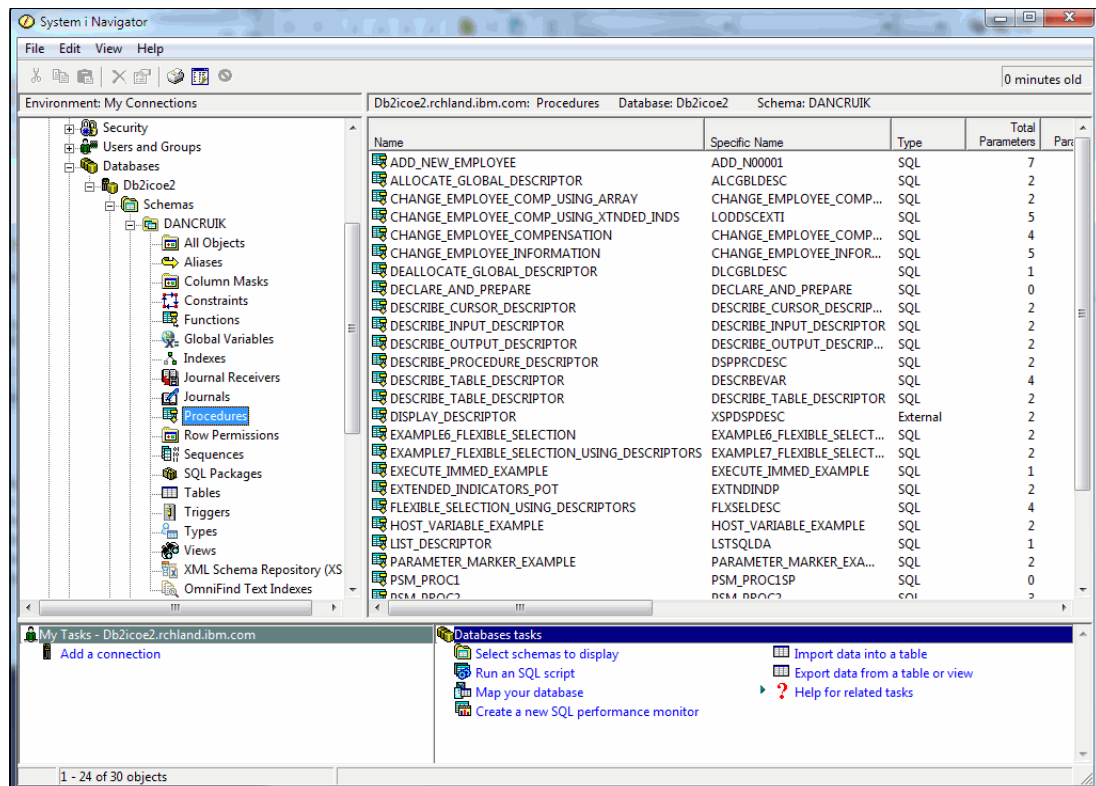 System i Navigator
File Edit View Help
0 minutes old
Environment: My Connections
Db2icoe2.rchland.ibm.com: Procedures Database: Db2icoe2 Schema: DANCRUIK
Security
Users and Groups
Databases
Db2icoe2
Schemas
DANCRUIK
All Objects
Aliases
Column Masks
Constraints
Functions
Global Variables
Indexes
Journal Receivers
Journals
Procedures
Row Permissions
Sequences
SQL Packages
Tables
Triggers
Types
Views
XML Schema Repository (XS
OmniFind Text Indexes
Name Specific Name Type Total Parameters Para
ADD_NEW_EMPLOYEE ADD_N00001 SQL 7
ALLOCATE_GLOBAL_DESCRIPTOR ALCGBLDESC SQL 2
CHANGE_EMPLOYEE_COMP_USING_ARRAY CHANGE_EMPLOYEE_COMP... SQL 2
CHANGE_EMPLOYEE_COMP_USING_XTNDED_INDS LODDSCEXTI SQL 5
CHANGE_EMPLOYEE_COMPENSATION CHANGE_EMPLOYEE_COMP... SQL 4
CHANGE_EMPLOYEE_INFORMATION CHANGE_EMPLOYEE_INFOR... SQL 5
DEALLOCATE_GLOBAL_DESCRIPTOR DLCGBLDESC SQL 1
DECLARE_AND_PREPARE DECLARE_AND_PREPARE SQL 0
DESCRIBE_CURSOR_DESCRIPTOR DESCRIBE_CURSOR_DESCRIP... SQL 2
DESCRIBE_INPUT_DESCRIPTOR DESCRIBE_INPUT_DESCRIPTOR SQL 2
DESCRIBE_OUTPUT_DESCRIPTOR DESCRIBE_OUTPUT_DESCRIP... SQL 2
DESCRIBE_PROCEDURE_DESCRIPTOR DSPPRCDESC SQL 2
DESCRIBE_TABLE_DESCRIPTOR DESCRBEVAR SQL 4
DESCRIBE_TABLE_DESCRIPTOR DESCRIBE_TABLE_DESCRIPTOR SQL 2
DISPLAY_DESCRIPTOR XSPDSPDESC External 2
EXAMPLE6_FLEXIBLE_SELECTION EXAMPLE6_FLEXIBLE_SELECT... SQL 2
EXAMPLE7_FLEXIBLE_SELECTION_USING_DESCRIPTORS EXAMPLE7_FLEXIBLE_SELECT... SQL 2
EXECUTE_IMMED_EXAMPLE EXECUTE_IMMED_EXAMPLE SQL 1
EXTENDED_INDICATORS_POT EXTNDINDP SQL 2
FLEXIBLE_SELECTION_USING_DESCRIPTORS FLXSELDESC SQL 4
HOST_VARIABLE_EXAMPLE HOST_VARIABLE_EXAMPLE SQL 2
LIST_DESCRIPTOR LSTSQLDA SQL 1
PARAMETER_MARKER_EXAMPLE PARAMETER_MARKER_EXA... SQL 2
PSM_PROC1 PSM_PROC1SP SQL 0
PSM_PROC2 PSM_PROC2 SQL
My Tasks - Db2icoe2.rchland.ibm.com
Add a connection
Databases tasks
Select schemas to display
Run an SQL script
Map your database
Create a new SQL performance monitor
Import data into a table
Export data from a table or view
Help for related tasks
1 - 24 of 30 objects